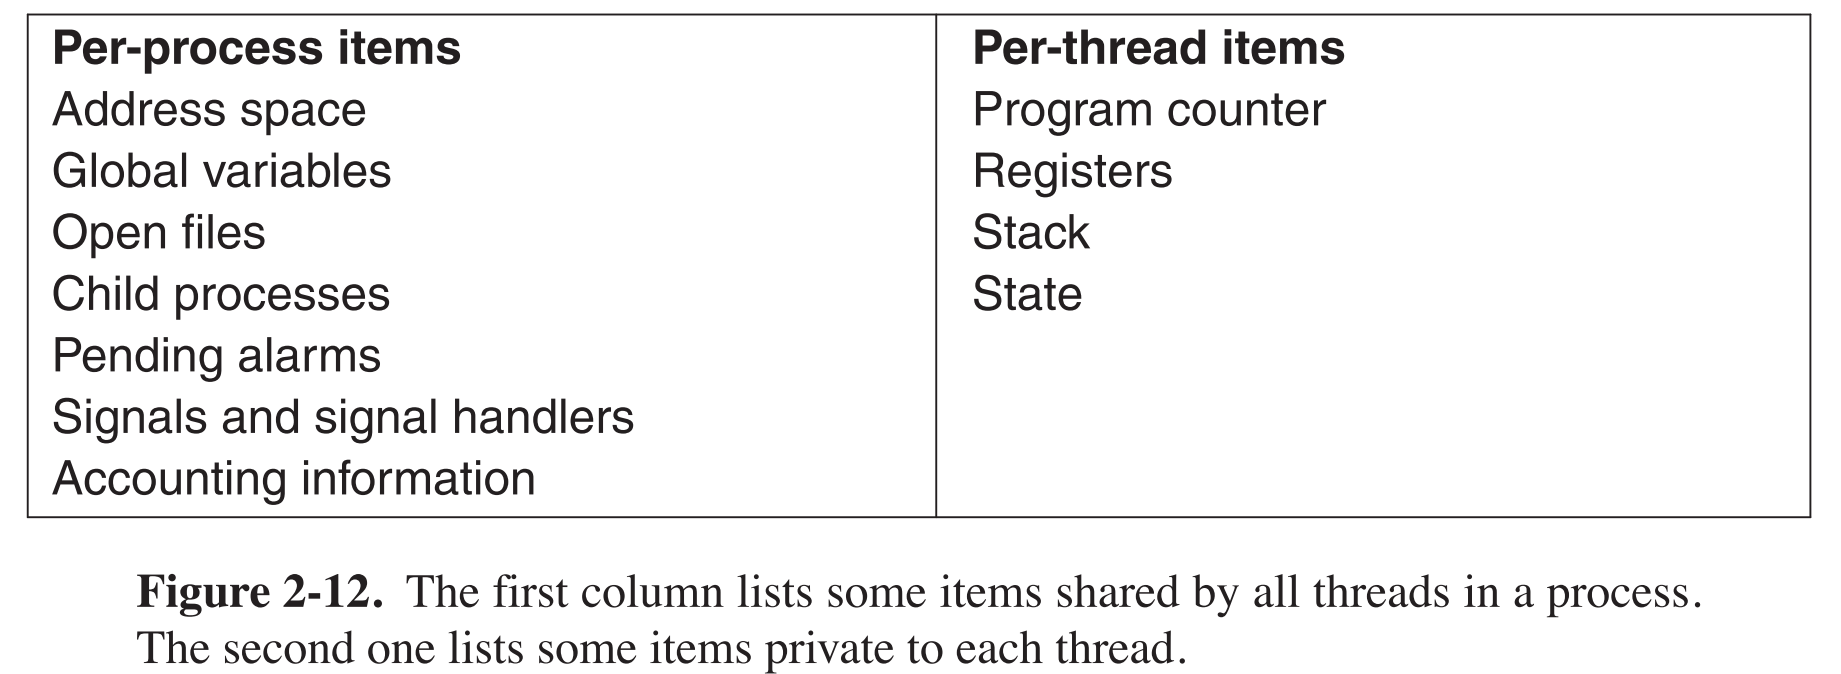 Per-process items
Address space
Global variables
Open files
Child processes
Pending alarms
Signals and signal handlers
Accounting information
Per-thread items
Program counter
Registers
Stack
State
Figure 2-12. The first column lists some items shared by all threads in a process.
The second one lists some items private to each thread.